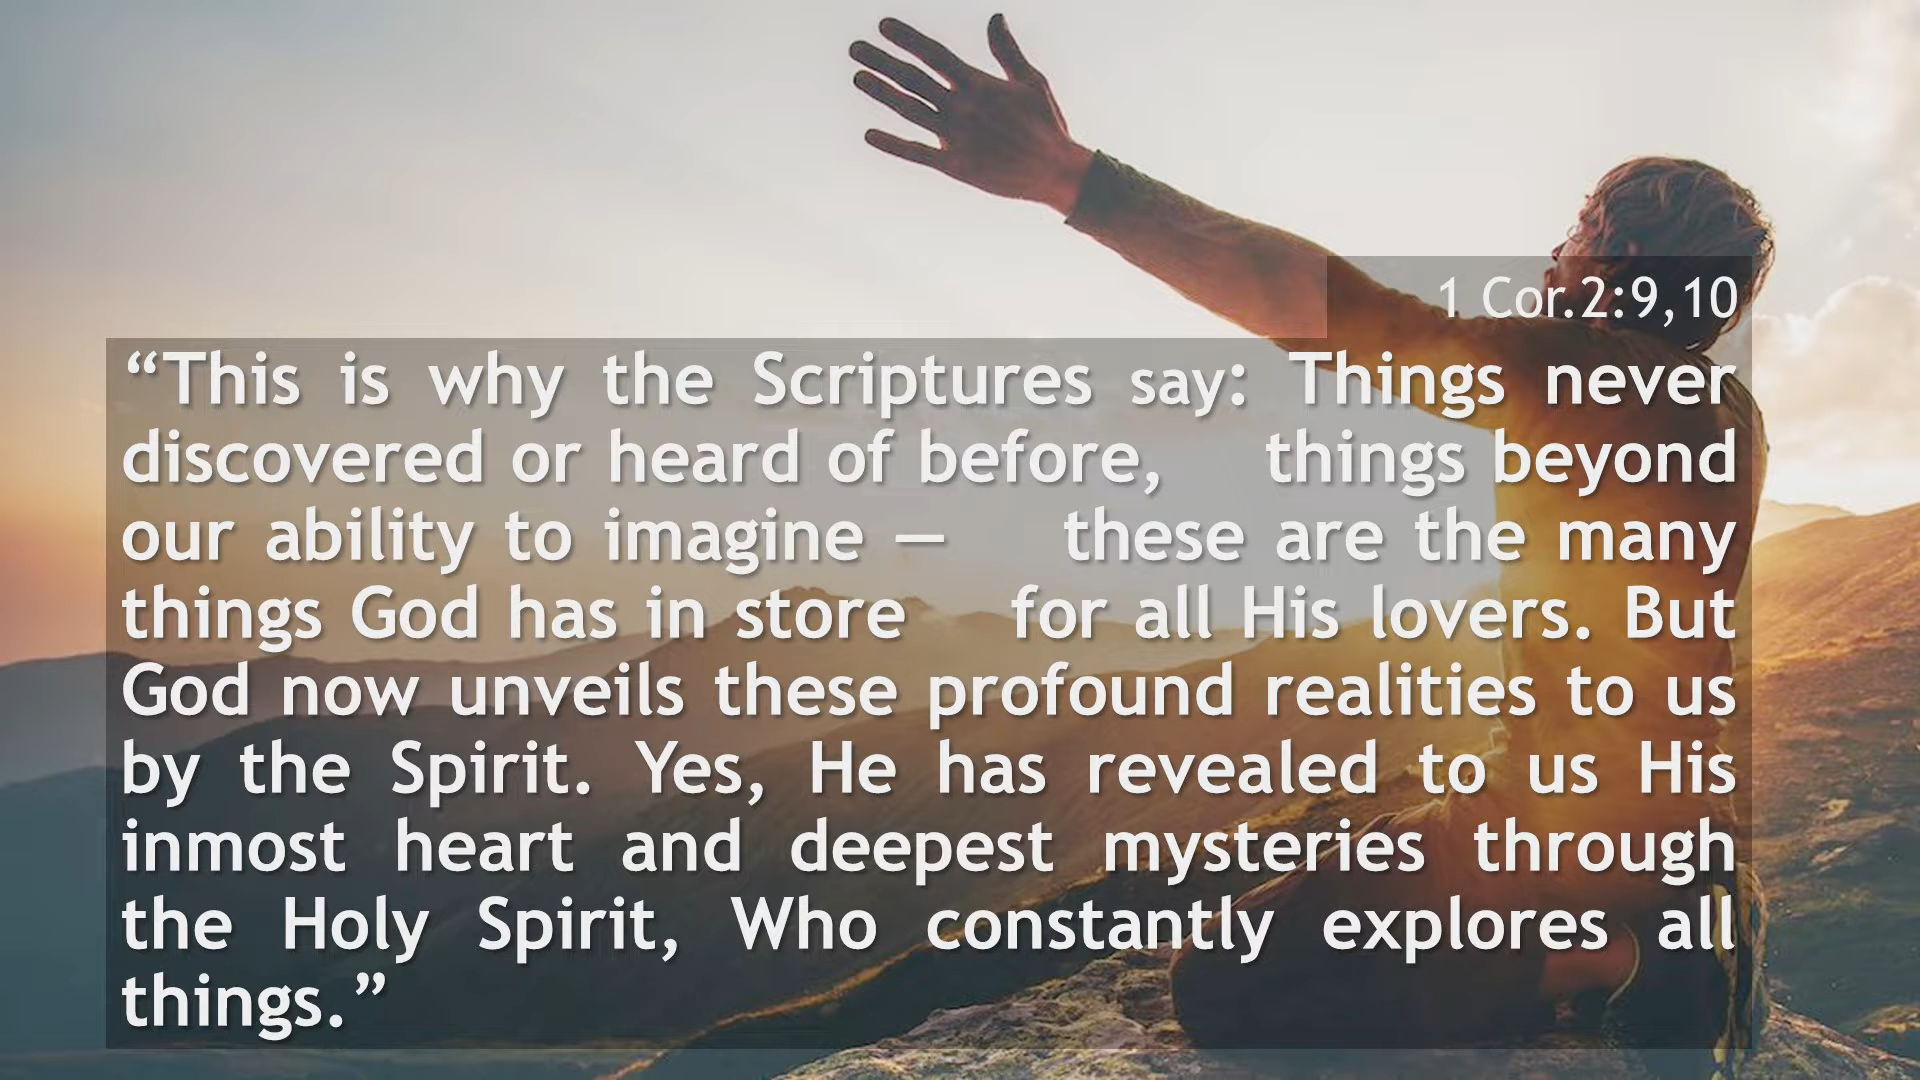 1 Cor.2:9,10
“This is why the Scriptures say: Things never
discovered or heard of before, things beyond
our ability to imagine — these are the many
things God has in store for all His lovers. But
God now unveils these profound realities to us
by the Spirit. Yes, He has revealed to us His
inmost heart and deepest mysteries through
the Holy Spirit, Who constantly explores all
things.”